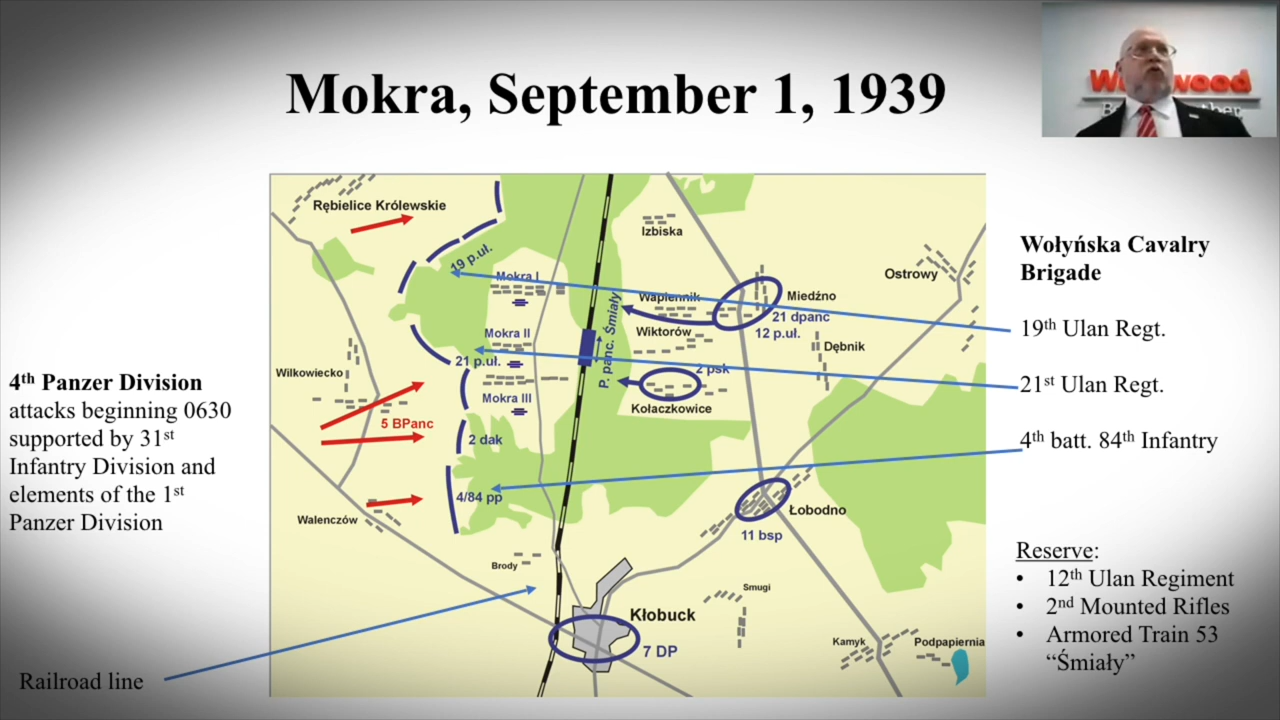 Mokra, September 1, 1939
Rębielice Królewskie
19 p.uł.
Mokra I
Mokra II
21 p.uł.
Mokra III
Wilkowiecko
5 BPanc
2 dak
4/84 pp
Walenczów
Brody
Kłobuck
7 DP
Izbiska
Wapiennik
Wiktorów
P. panc. Śmiały
2 psk
Kołaczkowice
Miedźno
21 dpanc
12 p.uł.
Dębnik
Ostrowy
Łobodno
11 bsp
Smugi
Kamyk
Podpapiernia
4th Panzer Division
attacks beginning 0630
supported by 31st
Infantry Division and
elements of the 1st
Panzer Division
Railroad line
Wołyńska Cavalry
Brigade
19th Ulan Regt.
21st Ulan Regt.
4th batt. 84th Infantry
Reserve:
• 12th Ulan Regiment
• 2nd Mounted Rifles
• Armored Train 53
“Śmiały”